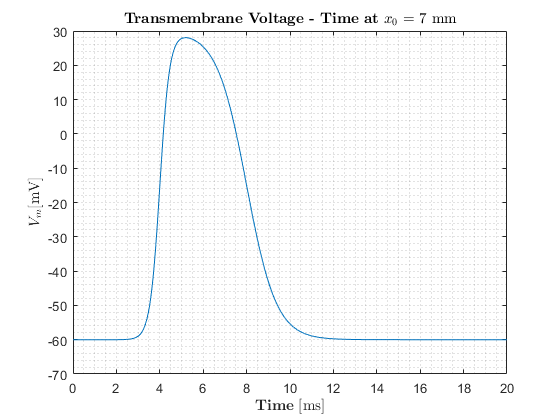 Transmembrane Voltage - Time at x₀ = 7 mm
30
20
10
0
-10
-20
-30
-40
-50
-60
-70
Vₘ[mV]
0 2 4 6 8 10 12 14 16 18 20
Time [ms]